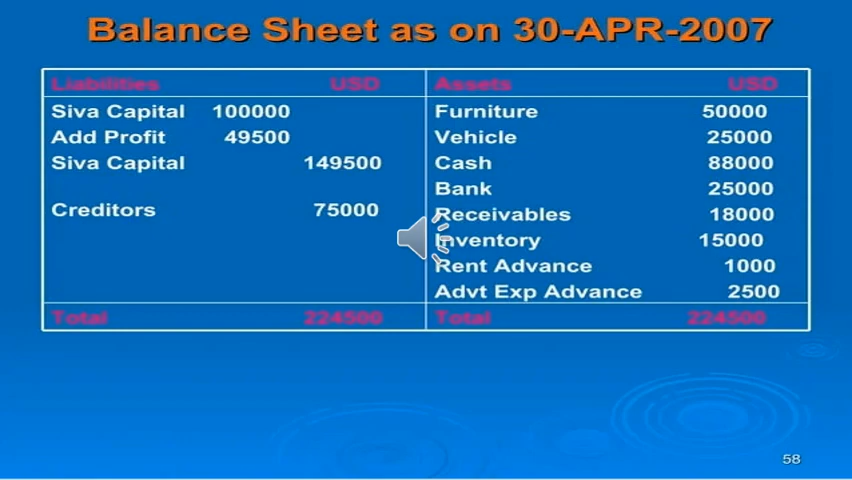 Balance Sheet as on 30-APR-2007
Liabilities USD Assets USD
Siva Capital 100000 Furniture 50000
Add Profit 49500 Vehicle 25000
Siva Capital 149500 Cash 88000
Bank 25000
Creditors 75000 Receivables 18000
Inventory 15000
Rent Advance 1000
Advt Exp Advance 2500
Total 224500 Total 224500
58